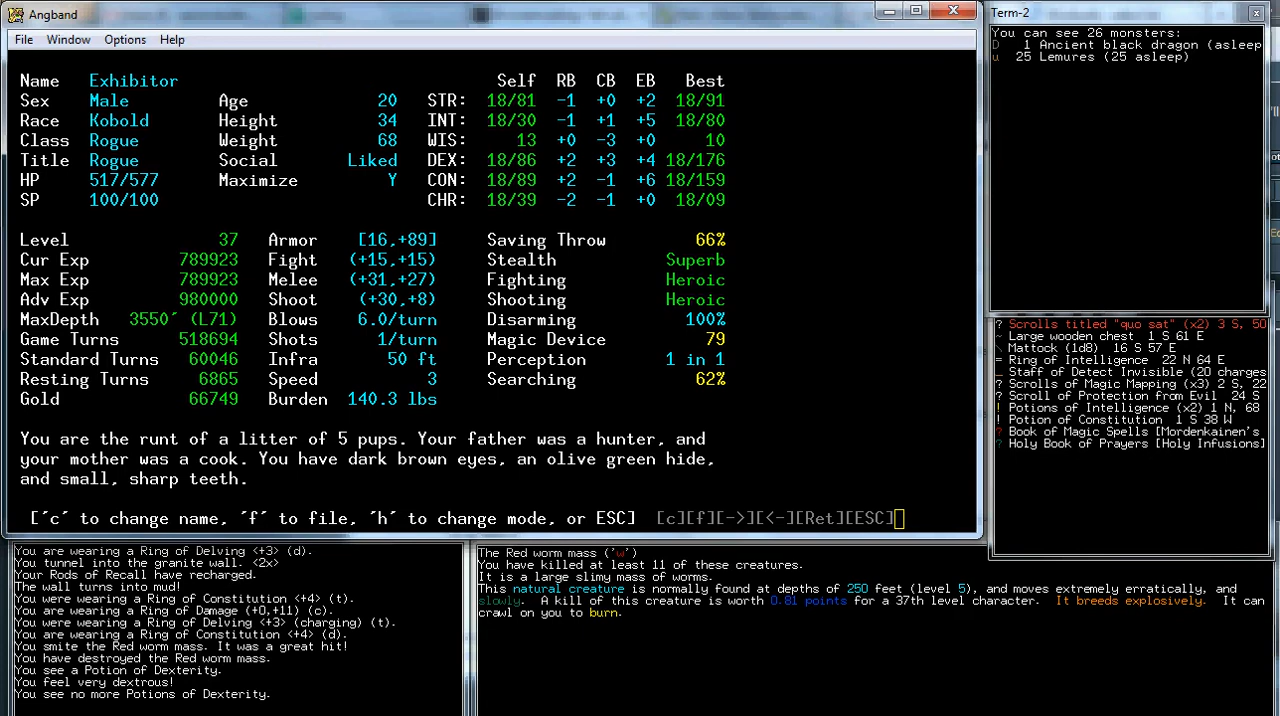 Angband
File Window Options Help
Name Exhibitor Self RB CB EB Best
Sex Male Age 20 STR: 18/81 -1 +0 +2 18/91
Race Kobold Height 34 INT: 18/30 -1 +1 +5 18/80
Class Rogue Weight 68 WIS: 13 +0 -3 +0 10
Title Rogue Social Liked DEX: 18/86 +2 +3 +4 18/176
HP 517/577 Maximize Y CON: 18/89 +2 -1 +6 18/159
SP 100/100 CHR: 18/39 -2 -1 +0 18/09
Level 37 Armor [16,+89] Saving Throw 66%
Cur Exp 789923 Fight (+15,+15) Stealth Superb
Max Exp 789923 Melee (+31,+27) Fighting Heroic
Adv Exp 980000 Shoot (+30,+8) Shooting Heroic
MaxDepth 3550´ (L71) Blows 6.0/turn Disarming 100%
Game Turns 518694 Shots 1/turn Magic Device 79
Standard Turns 60046 Infra 50 ft Perception 1 in 1
Resting Turns 6865 Speed 3 Searching 62%
Gold 66749 Burden 140.3 lbs
You are the runt of a litter of 5 pups. Your father was a hunter, and
your mother was a cook. You have dark brown eyes, an olive green hide,
and small, sharp teeth.
[´c´ to change name, ´f´ to file, ´h´ to change mode, or ESC] [c][f][->][<-][Ret][ESC]
Term-2
You can see 26 monsters:
D 1 Ancient black dragon (asleep
u 25 Lemures (25 asleep)
? Scrolls titled "quo sat" (x2) 3 S, 50
~ Large wooden chest 1 S 61 E
\ Mattock (1d8) 16 S 57 E
= Ring of Intelligence 22 N 64 E
_ Staff of Detect Invisible (20 charges
? Scrolls of Magic Mapping (x3) 2 S, 22
? Scroll of Protection from Evil 24 S
! Potions of Intelligence (x2) 1 N, 68
! Potion of Constitution 1 S 38 W
? Book of Magic Spells [Mordenkainen's
? Holy Book of Prayers [Holy Infusions]
You are wearing a Ring of Delving <+3> (d).
You tunnel into the granite wall. <2x>
Your Rods of Recall have recharged.
The wall turns into mud!
You were wearing a Ring of Constitution <+4> (t).
You are wearing a Ring of Damage (+0,+11) (c).
You were wearing a Ring of Delving <+3> (charging) (t).
You are wearing a Ring of Constitution <+4> (d).
You smite the Red worm mass. It was a great hit!
You have destroyed the Red worm mass.
You see a Potion of Dexterity.
You feel very dextrous!
You see no more Potions of Dexterity.
The Red worm mass ('w')
You have killed at least 11 of these creatures.
It is a large slimy mass of worms.
This natural creature is normally found at depths of 250 feet (level 5), and moves extremely erratically, and
slowly. A kill of this creature is worth 0.81 points for a 37th level character. It breeds explosively. It can
crawl on you to burn.